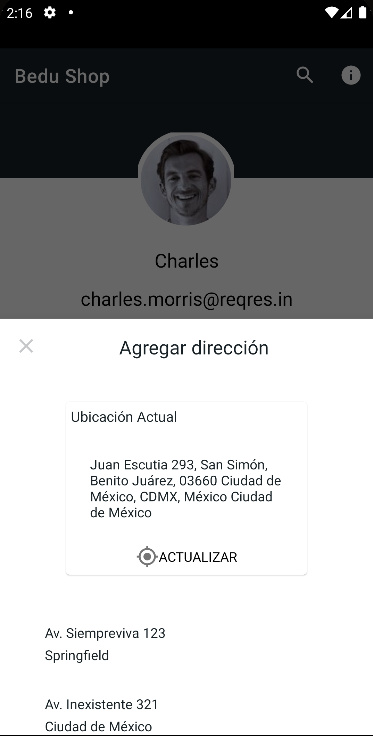 2:16
Bedu Shop
Charles
charles.morris@reqres.in
Agregar dirección
Ubicación Actual
Juan Escutia 293, San Simón,
Benito Juárez, 03660 Ciudad de
México, CDMX, México Ciudad
de México
ACTUALIZAR
Av. Siempreviva 123
Springfield
Av. Inexistente 321
Ciudad de México